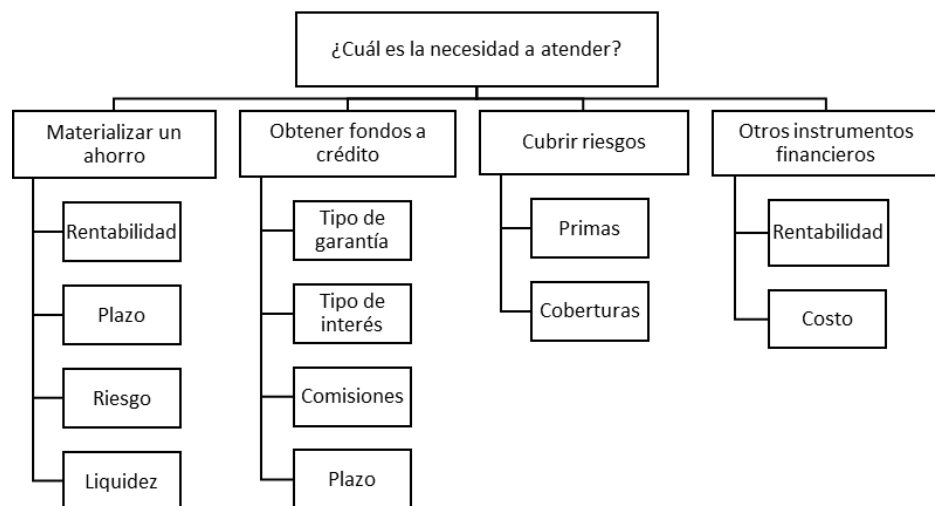 ¿Cuál es la necesidad a atender?
Materializar un
ahorro
Rentabilidad
Plazo
Riesgo
Liquidez
Obtener fondos a
crédito
Tipo de
garantía
Tipo de
interés
Comisiones
Plazo
Cubrir riesgos
Primas
Coberturas
Otros instrumentos
financieros
Rentabilidad
Costo